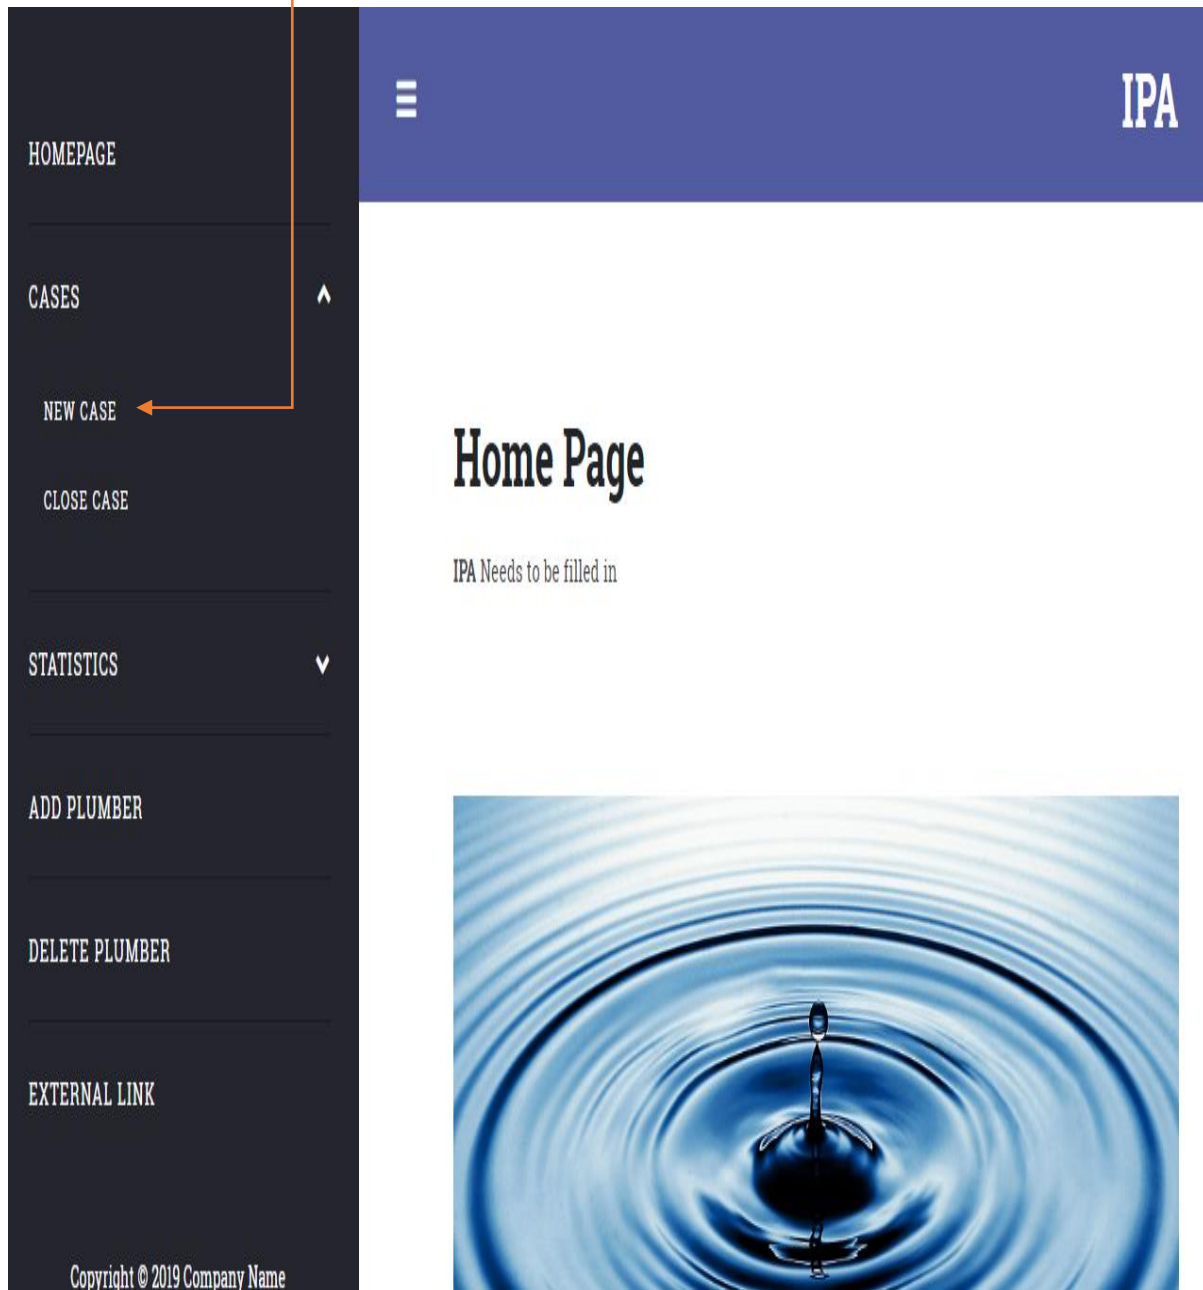 HOMEPAGE
CASES
NEW CASE
CLOSE CASE
STATISTICS
ADD PLUMBER
DELETE PLUMBER
EXTERNAL LINK
Copyright © 2019 Company Name
IPA
Home Page
IPA Needs to be filled in